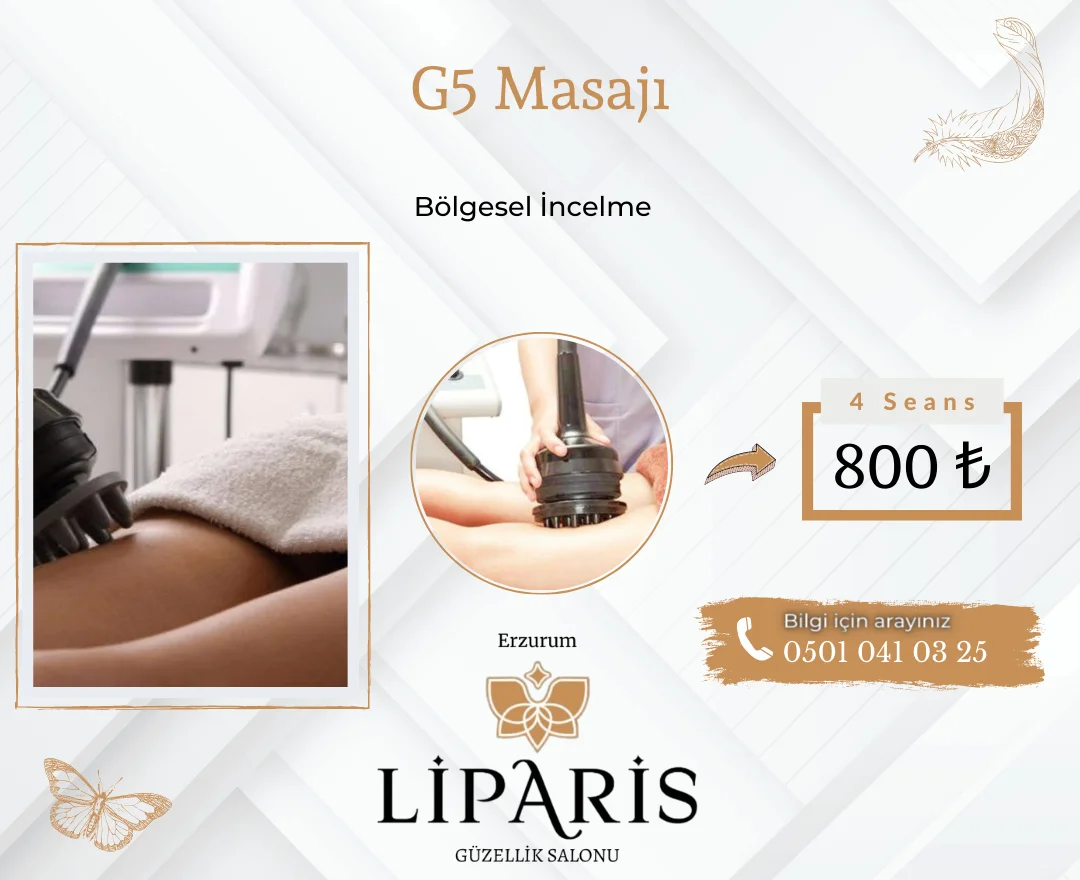 G5 Masajı
Bölgesel İncelme
4 Seans
800 ₺
Bilgi için arayınız
0501 041 03 25
Erzurum
LİPARİS
GÜZELLİK SALONU